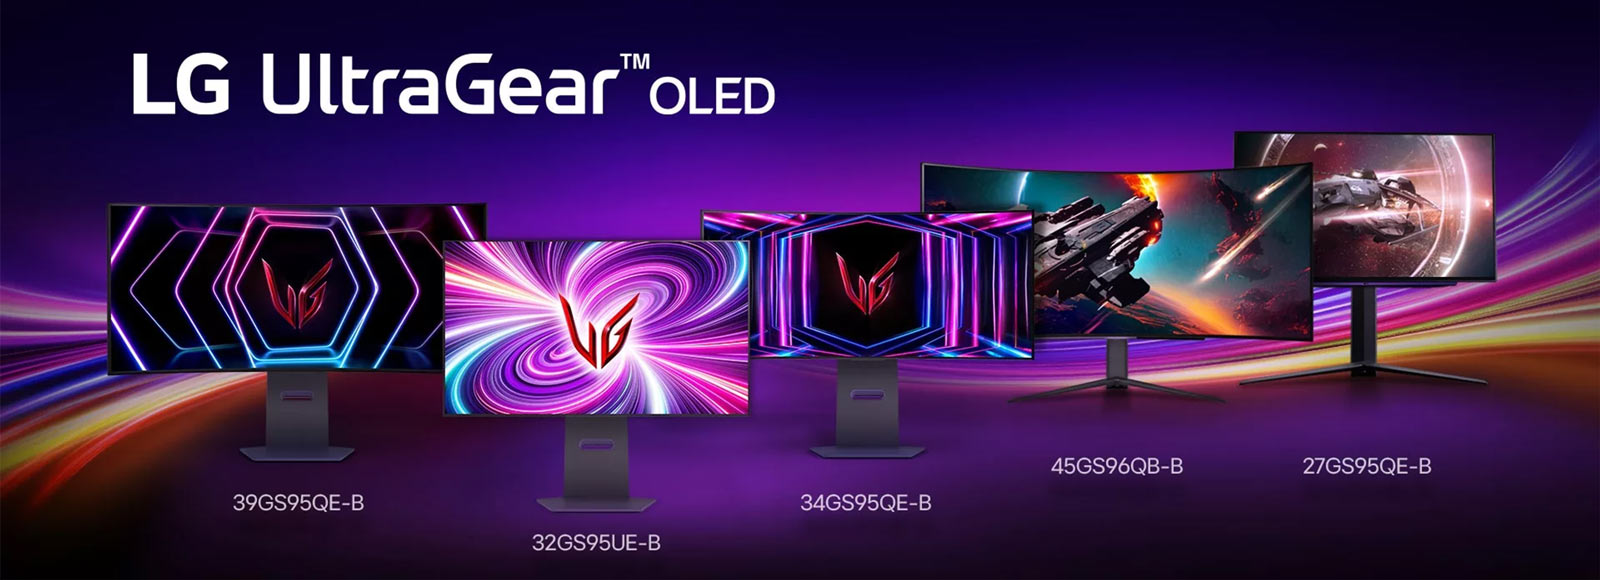 LG UltraGear™ OLED
39GS95QE-B
32GS95UE-B
34GS95QE-B
45GS96QB-B
27GS95QE-B